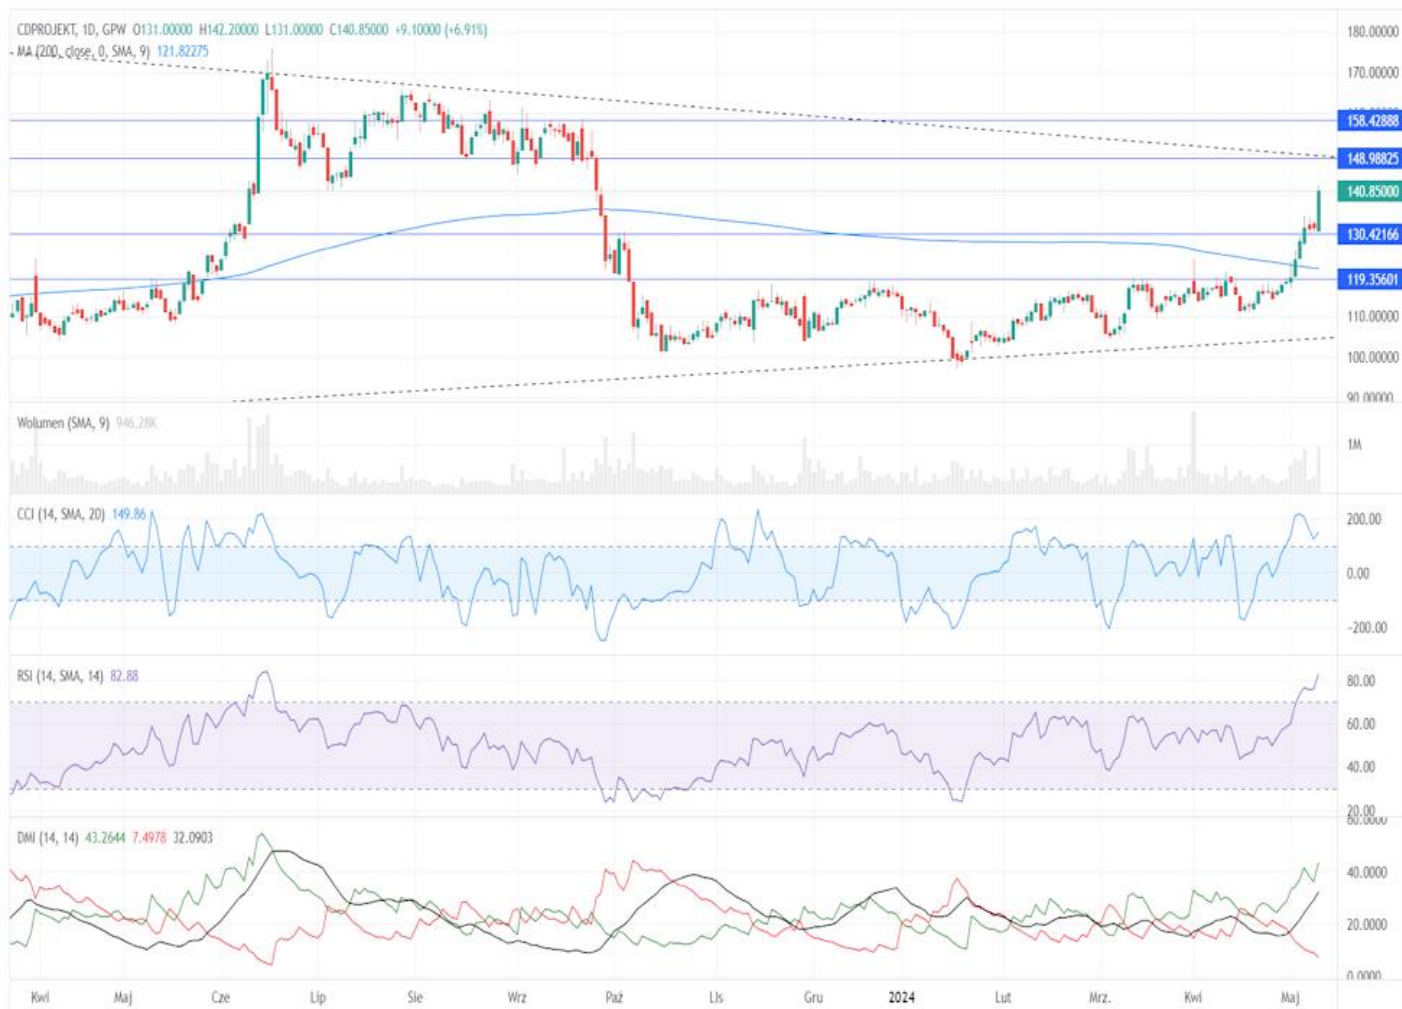 CDPROJEKT, 1D, GPW O131.00000 H142.20000 L131.00000 C140.85000 +9.10000 (+6.91%)
MA (200, close, 0, SMA, 9) 121.82275
180.00000
170.00000
158.42888
148.98825
140.85000
130.42166
119.35601
110.00000
100.00000
90.00000
Wolumen (SMA, 9) 946.28K
1M
CCI (14, SMA, 20) 149.86
200.00
0.00
-200.00
RSI (14, SMA, 14) 82.88
80.00
60.00
40.00
20.00
60.0000
DMI (14, 14) 43.2644 7.4978 32.0903
40.0000
20.0000
0.0000
Kwi Maj Cze Lip Sie Wrz Paź Lis Gru 2024 Lut Mrz. Kwi Maj